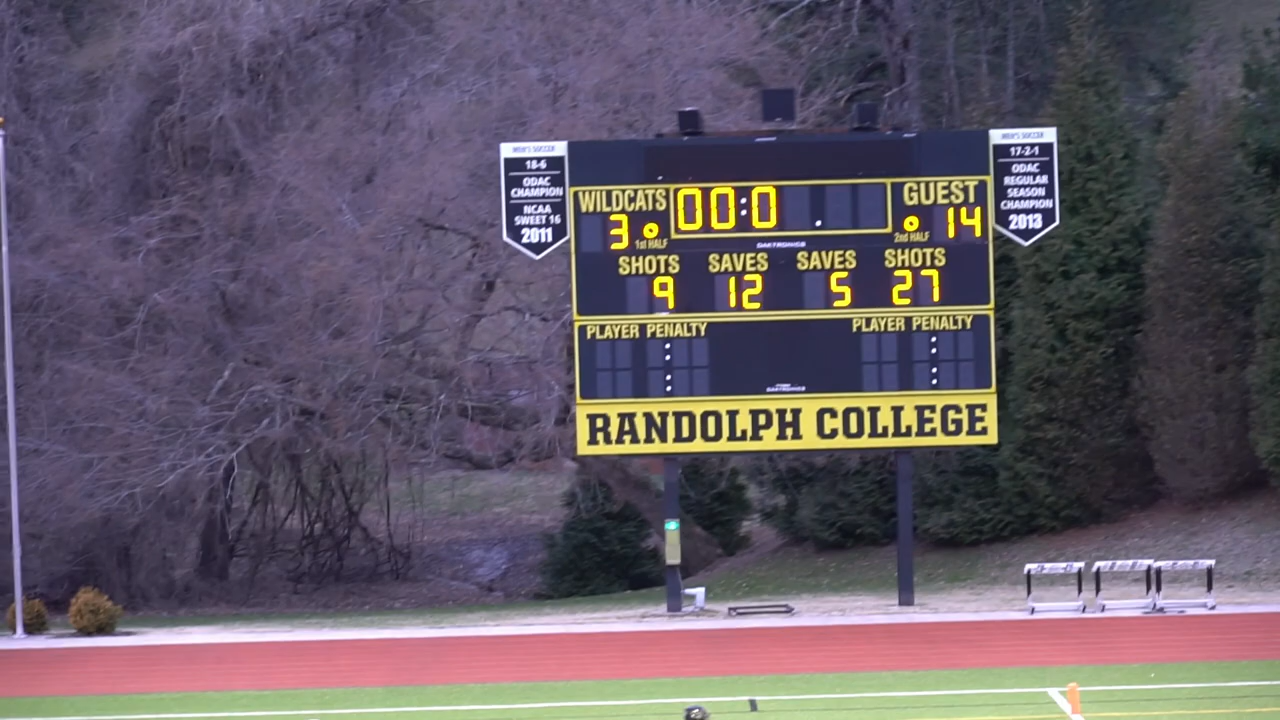 MEN'S SOCCER
18-6
ODAC
CHAMPION
NCAA
SWEET 16
2011
MEN'S SOCCER
17-2-1
ODAC
REGULAR
SEASON
CHAMPION
2013
WILDCATS 00:0 . GUEST
3 1st HALF 2nd HALF 14
DAKTRONICS
SHOTS SAVES SAVES SHOTS
9 12 5 27
PLAYER PENALTY PLAYER PENALTY
: :
DAKTRONICS
RANDOLPH COLLEGE